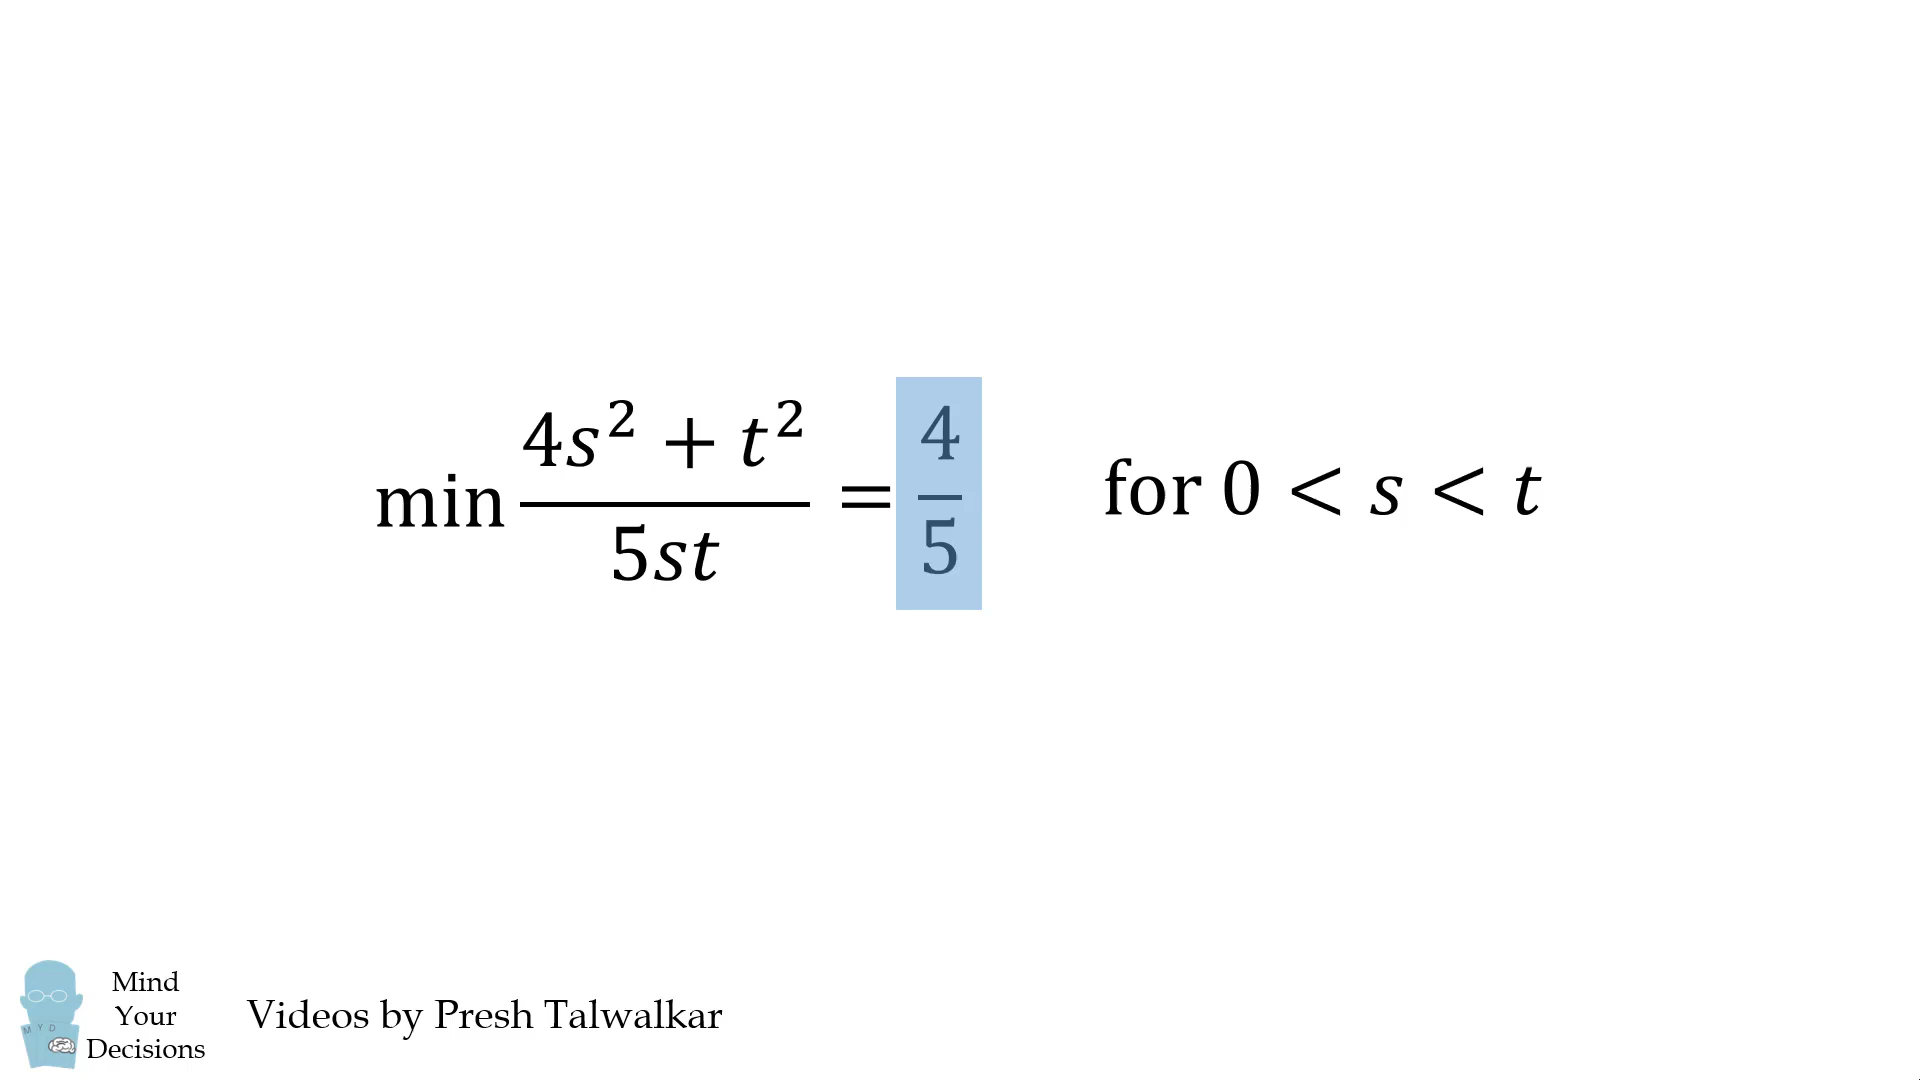 min (4s² + t²)/(5st) = 4/5 for 0 < s < t
M Y D
Mind
Your
Decisions
Videos by Presh Talwalkar